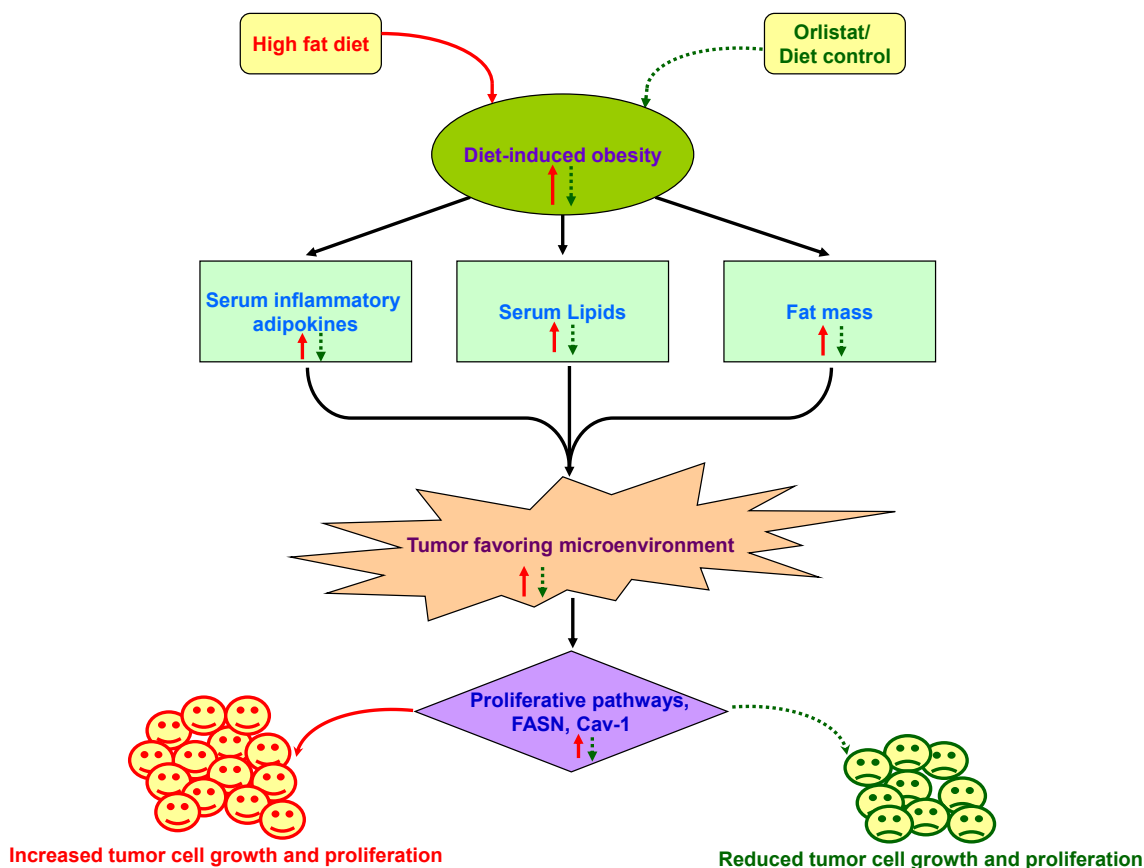 High fat diet
Orlistat/
Diet control
Diet-induced obesity
Serum inflammatory
adipokines
Serum Lipids
Fat mass
Tumor favoring microenvironment
Proliferative pathways,
FASN, Cav-1
Increased tumor cell growth and proliferation
Reduced tumor cell growth and proliferation